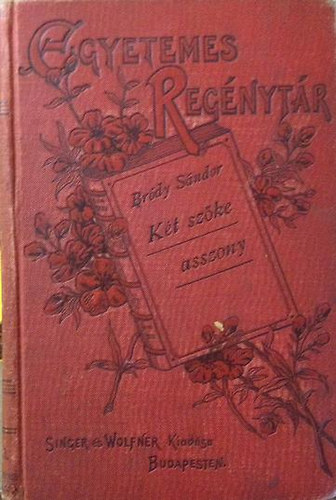 EGYETEMES
REGÉNYTÁR
Bródy Sándor
Két szőke
asszony
SINGER és WOLFNER Kiadása
BUDAPESTEN.